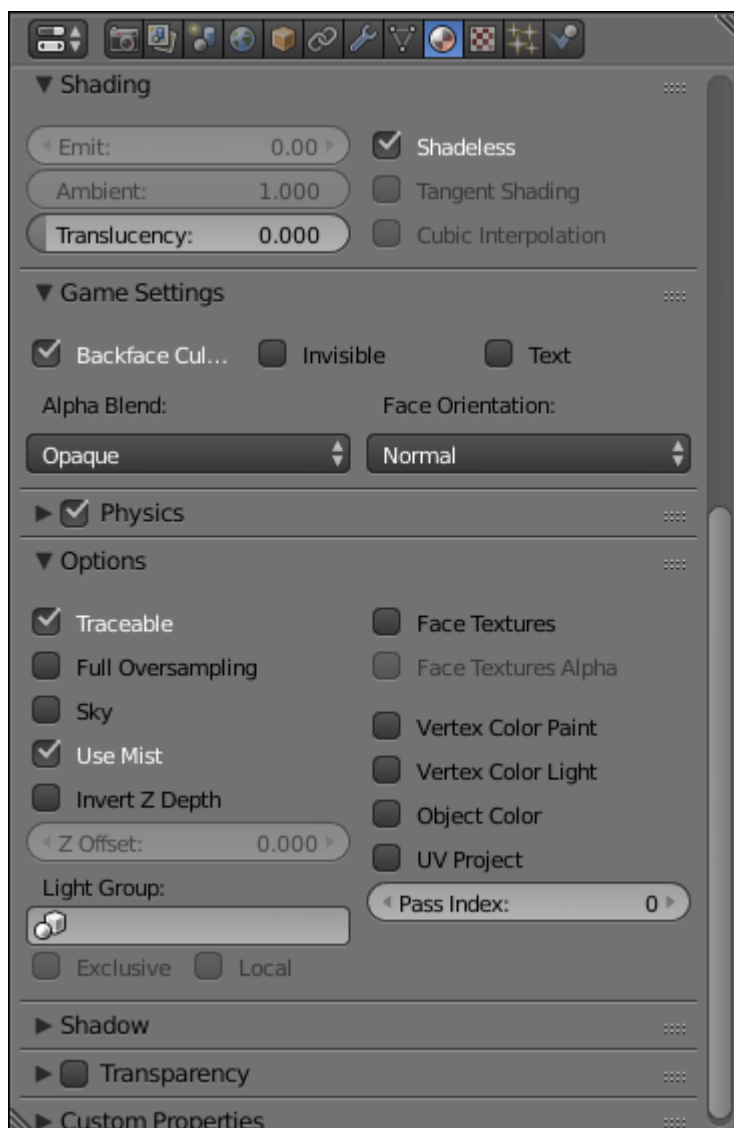 Shading
Emit: 0.00
Shadeless
Ambient: 1.000
Tangent Shading
Translucency: 0.000
Cubic Interpolation
Game Settings
Backface Cul... Invisible Text
Alpha Blend: Face Orientation:
Opaque Normal
Physics
Options
Traceable
Face Textures
Full Oversampling
Face Textures Alpha
Sky
Vertex Color Paint
Use Mist
Vertex Color Light
Invert Z Depth
Object Color
Z Offset: 0.000
UV Project
Light Group:
Pass Index: 0
Exclusive Local
Shadow
Transparency
Custom Properties